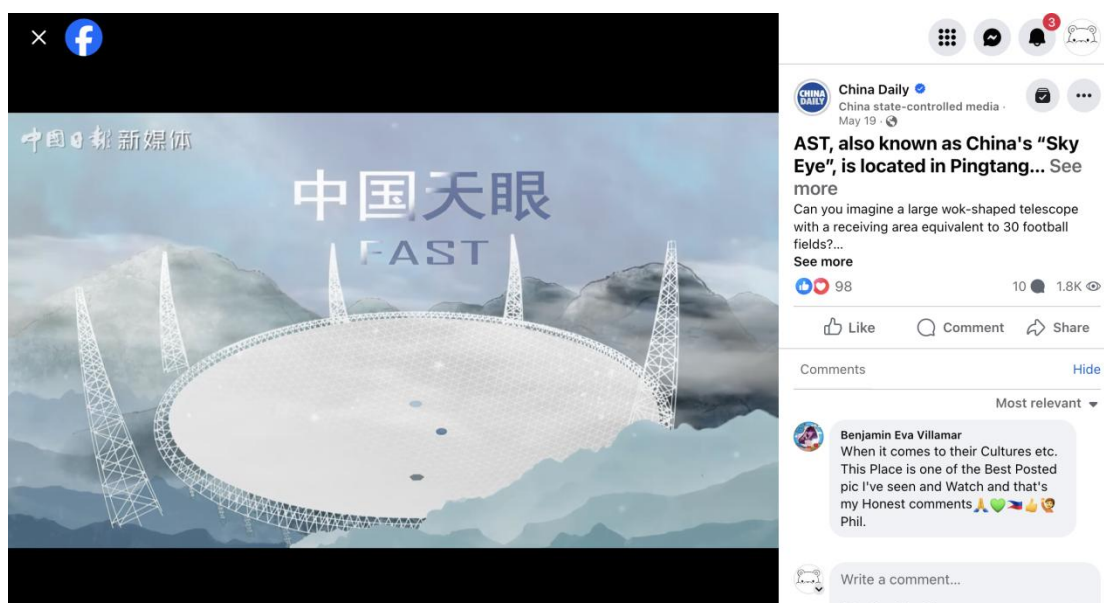 中国日报 新媒体
中国天眼
FAST
3
CHINA DAILY
China Daily
China state-controlled media ·
May 19 ·
AST, also known as China's “Sky
Eye”, is located in Pingtang... See
more
Can you imagine a large wok-shaped telescope
with a receiving area equivalent to 30 football
fields?...
See more
98
10 1.8K
Like Comment Share
Comments Hide
Most relevant
Benjamin Eva Villamar
When it comes to their Cultures etc.
This Place is one of the Best Posted
pic I've seen and Watch and that's
my Honest comments🙏💚🇵🇭👍🙋
Phil.
Write a comment...